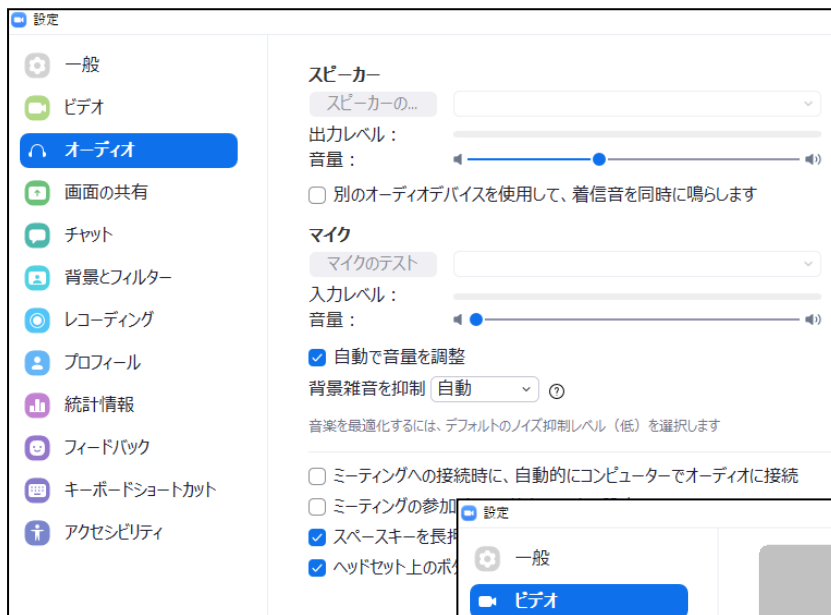 設定
一般
ビデオ
オーディオ
画面の共有
チャット
背景とフィルター
レコーディング
プロフィール
統計情報
フィードバック
キーボードショートカット
アクセシビリティ
スピーカー
スピーカーの...
出力レベル：
音量：
別のオーディオデバイスを使用して、着信音を同時に鳴らします
マイク
マイクのテスト
入力レベル：
音量：
自動で音量を調整
背景雑音を抑制 自動
音楽を最適化するには、デフォルトのノイズ抑制レベル（低）を選択します
ミーティングへの接続時に、自動的にコンピューターでオーディオに接続
ミーティングの参加
スペースキーを長押
ヘッドセット上のボタ
設定
一般
ビデオ